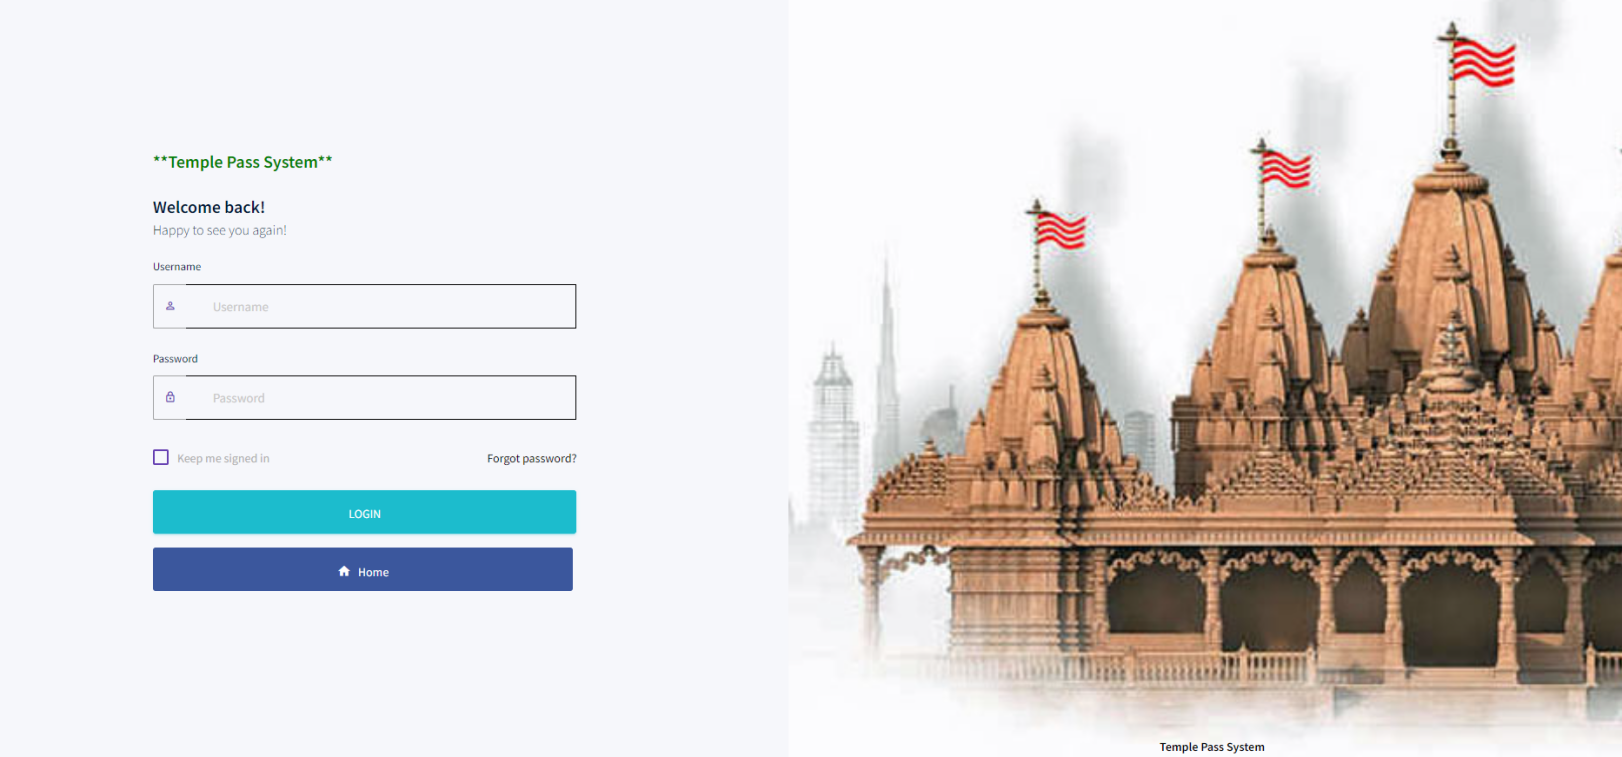 **Temple Pass System**
Welcome back!
Happy to see you again!
Username
Username
Password
Password
Keep me signed in
Forgot password?
LOGIN
Home
Temple Pass System